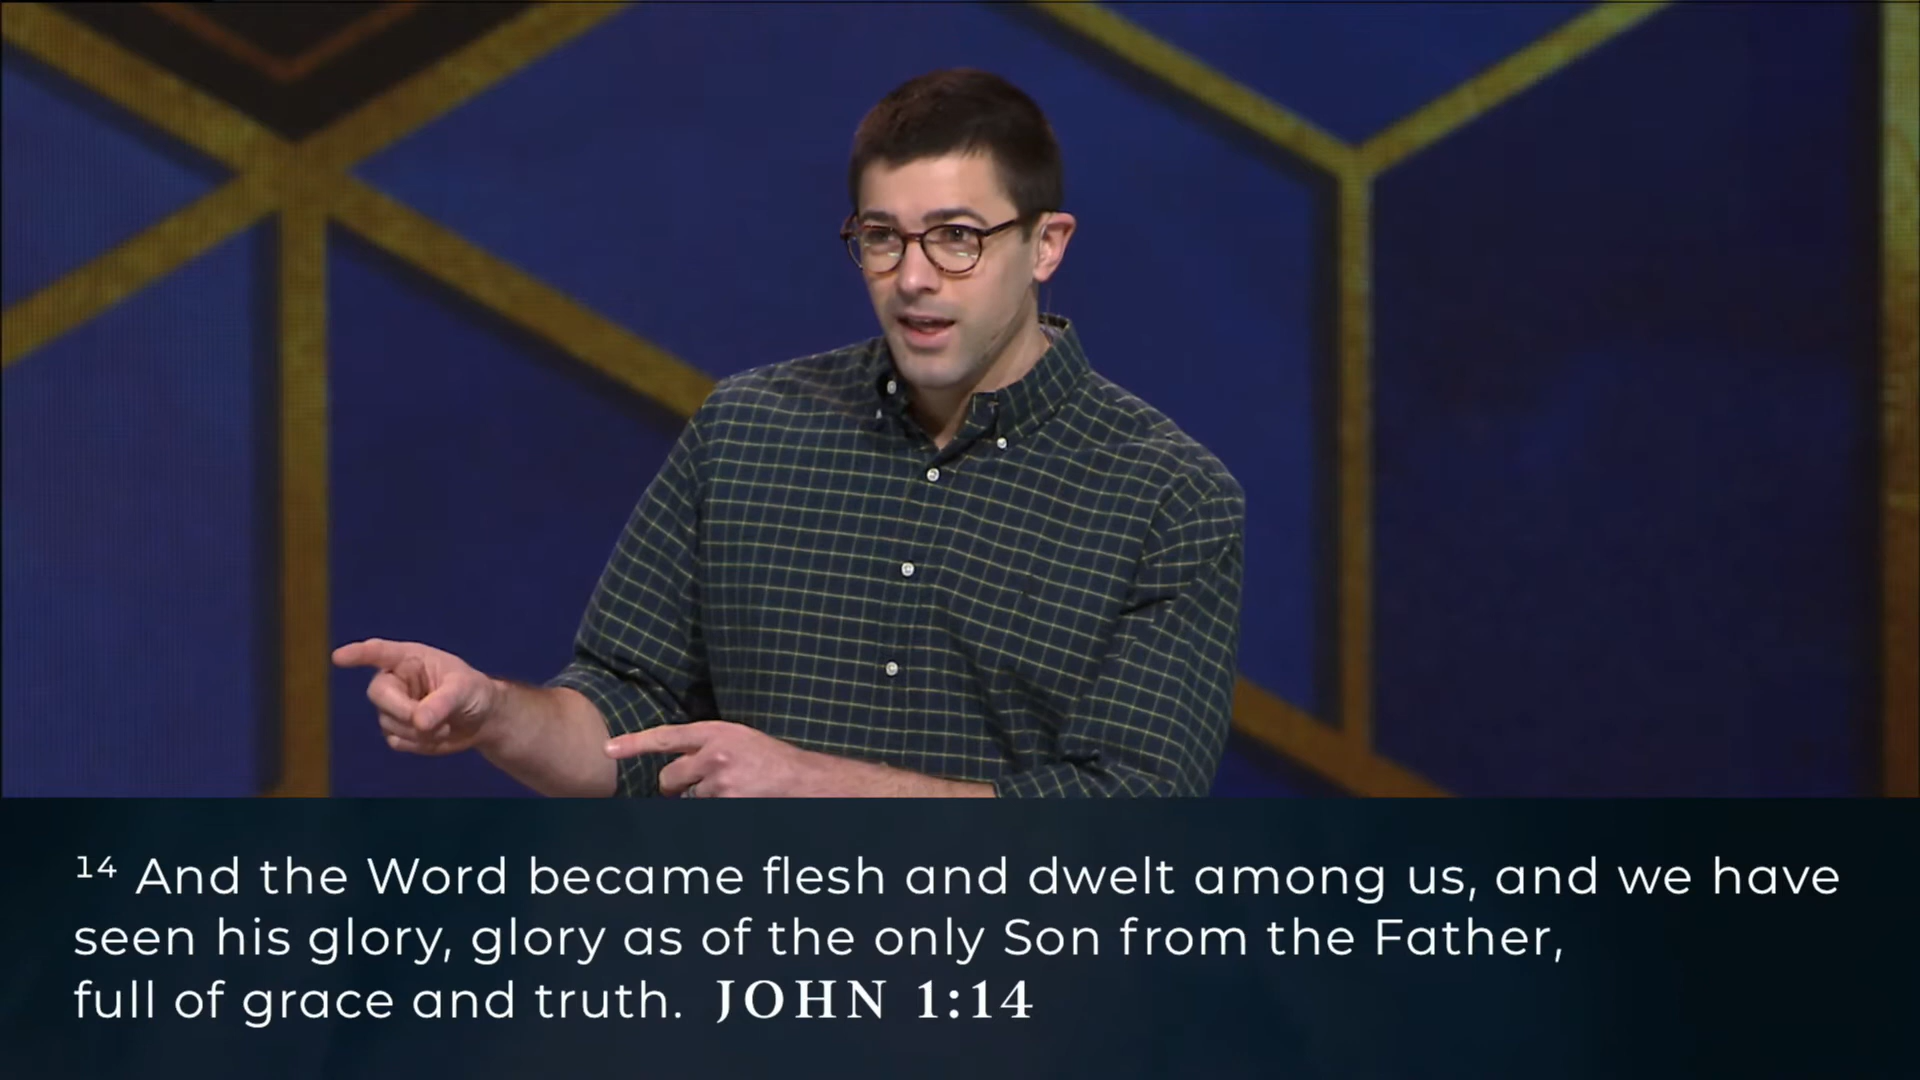 14 And the Word became flesh and dwelt among us, and we have
seen his glory, glory as of the only Son from the Father,
full of grace and truth. JOHN 1:14